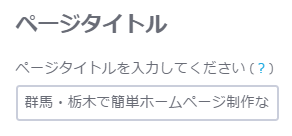 ページタイトル
ページタイトルを入力してください (？)
群馬・栃木で簡単ホームページ制作な